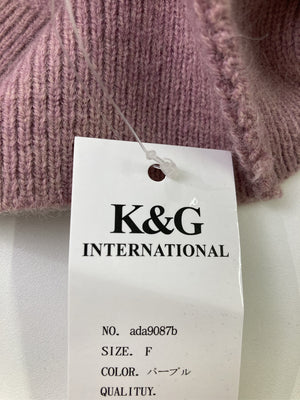 K&G
INTERNATIONAL
NO. ada9087b
SIZE. F
COLOR. パープル
QUALITUY.